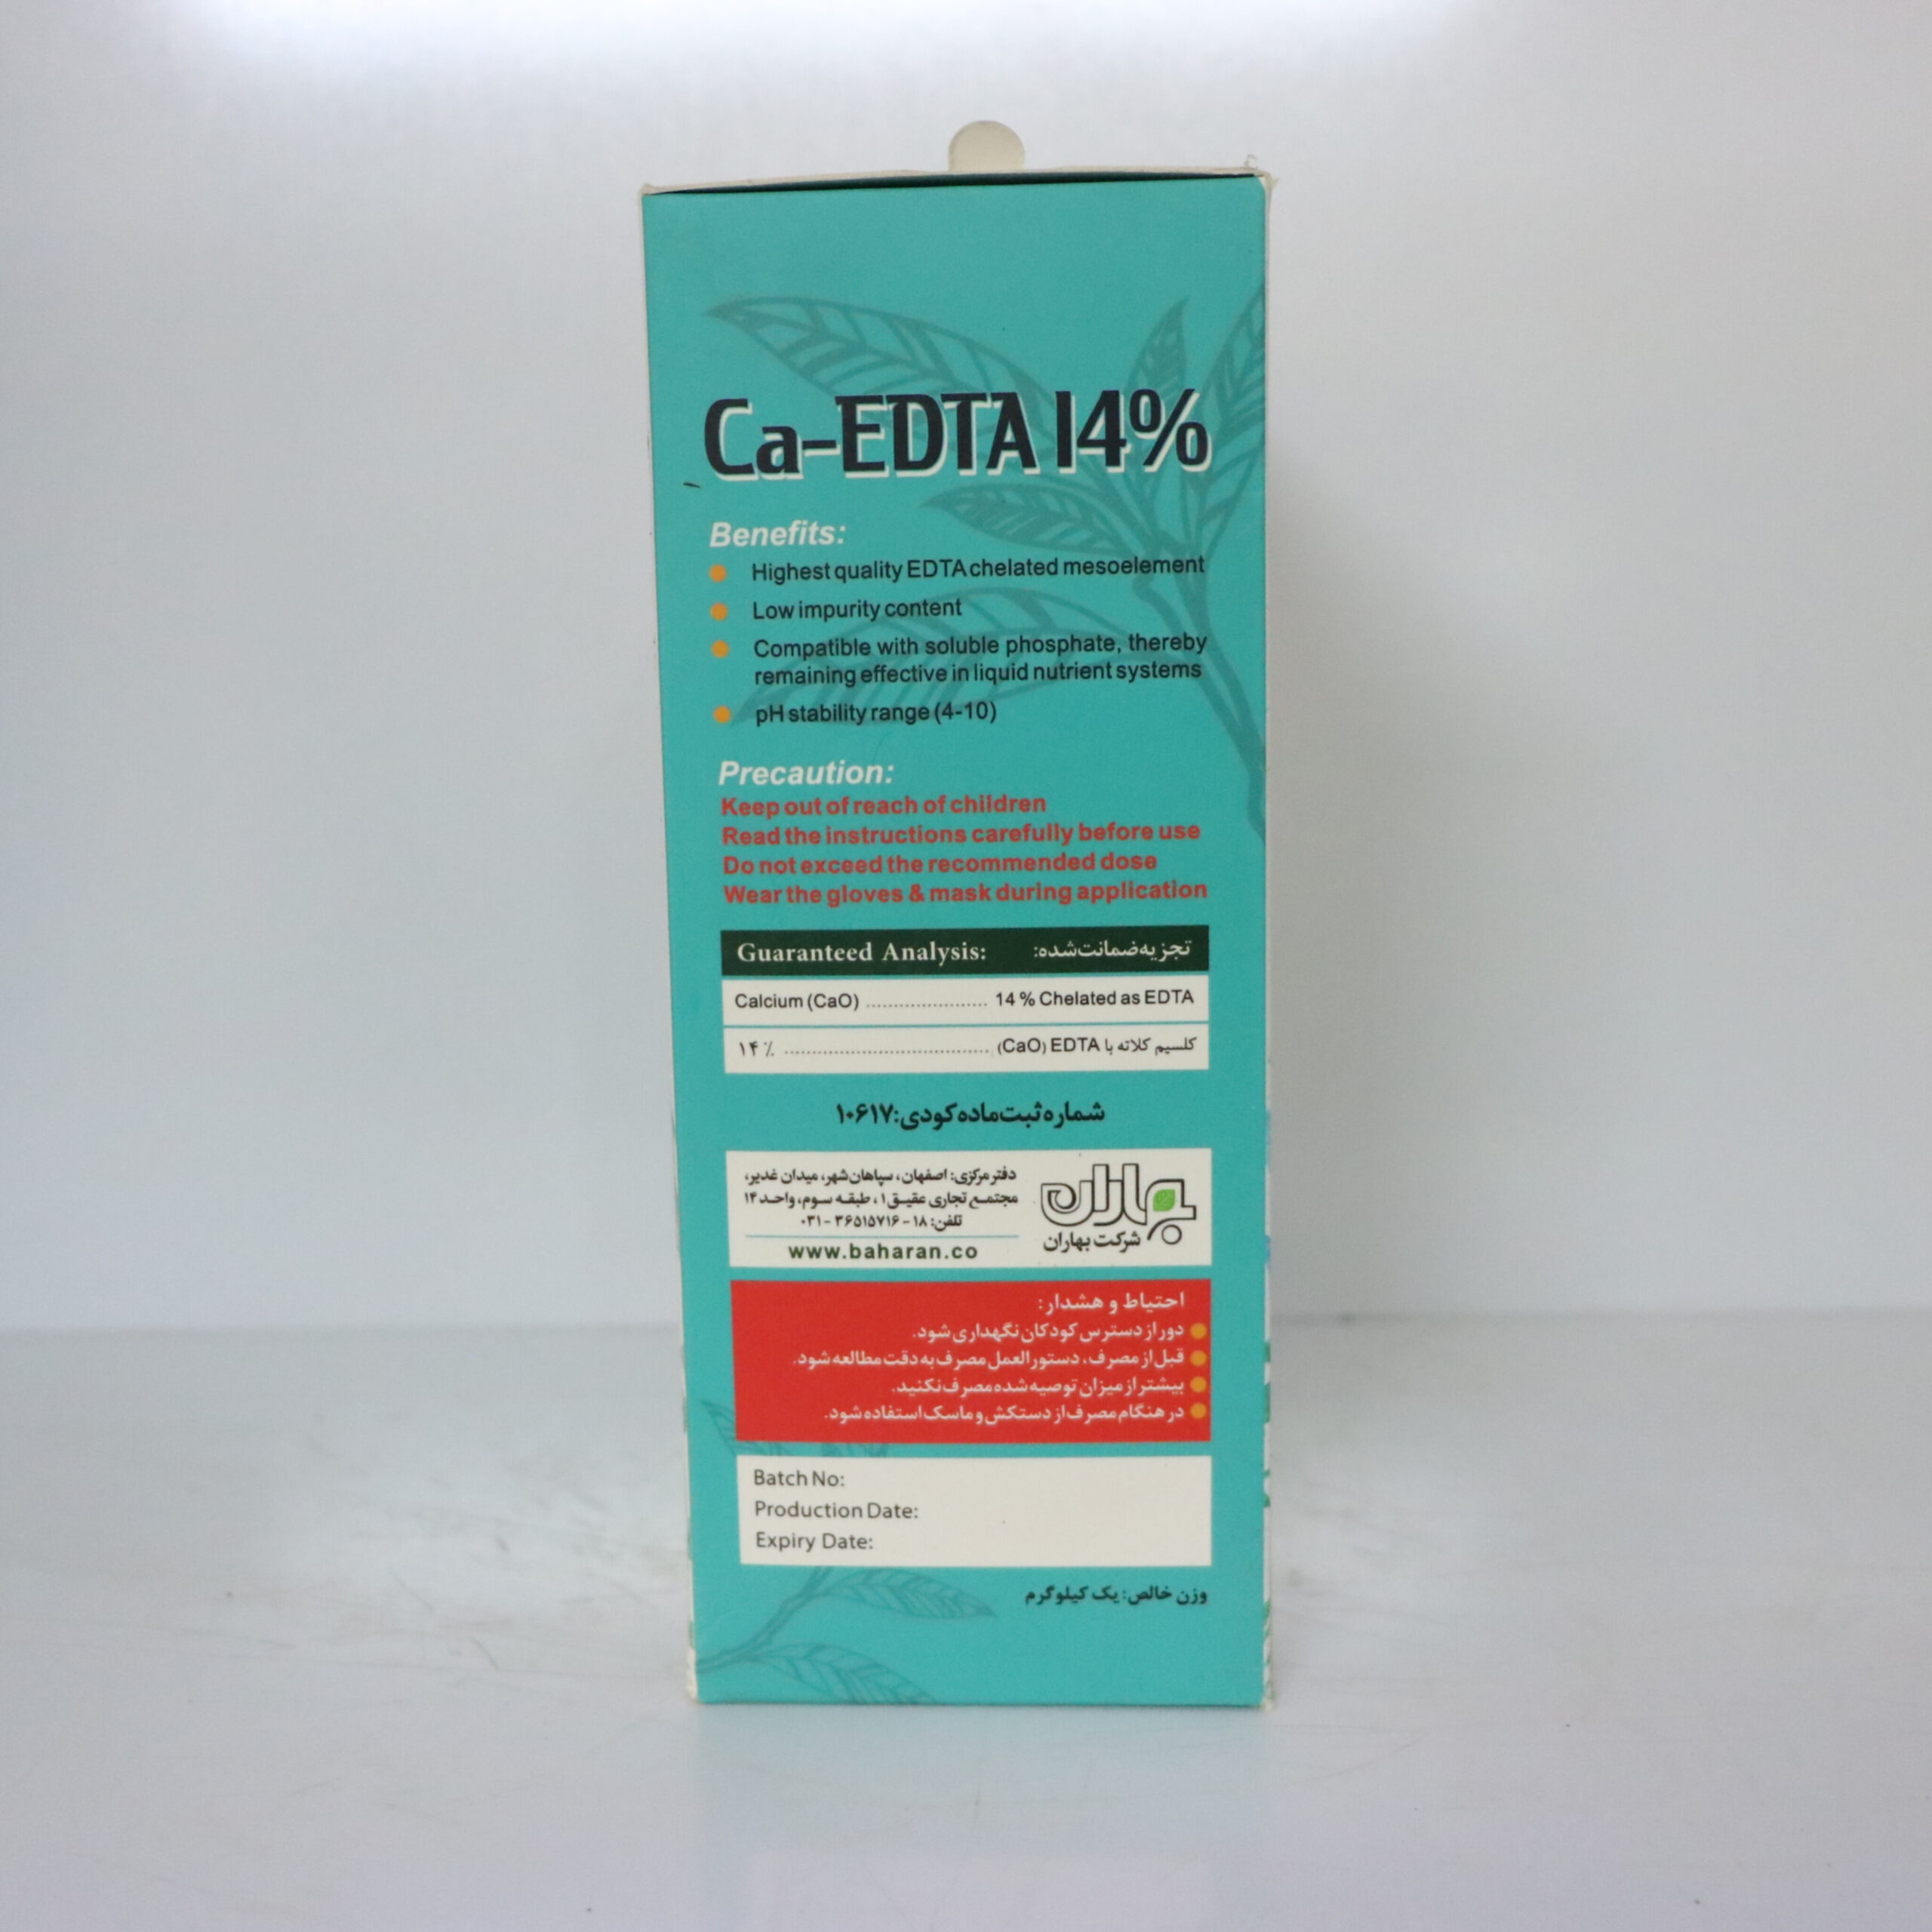 Ca-EDTA 14%
Benefits:
Highest quality EDTA chelated mesoelement
Low impurity content
Compatible with soluble phosphate, thereby
remaining effective in liquid nutrient systems
pH stability range (4-10)
Precaution:
Keep out of reach of children
Read the instructions carefully before use
Do not exceed the recommended dose
Wear the gloves & mask during application
Guaranteed Analysis: تجزیه ضمانت‌شده:
Calcium (CaO) ...................... 14 % Chelated as EDTA
کلسیم کلاته با EDTA (CaO) ..................................... ۱۴ ٪
شماره ثبت ماده کودی: ۱۰۶۱۷
بهاران
شرکت بهاران
دفتر مرکزی: اصفهان، سپاهان‌شهر، میدان غدیر،
مجتمـع تجاری عقیـق ۱، طبقـه سـوم، واحـد ۱۴
تلفن: ۱۸ - ۳۶۵۱۵۷۱۶ - ۰۳۱
www.baharan.co
احتیاط و هشدار:
دور از دسترس کودکان نگهداری شود.
قبل از مصرف، دستورالعمل مصرف به دقت مطالعه شود.
بیشتر از میزان توصیه شده مصرف نکنید.
در هنگام مصرف از دستکش و ماسک استفاده شود.
Batch No:
Production Date:
Expiry Date:
وزن خالص: یک کیلوگرم